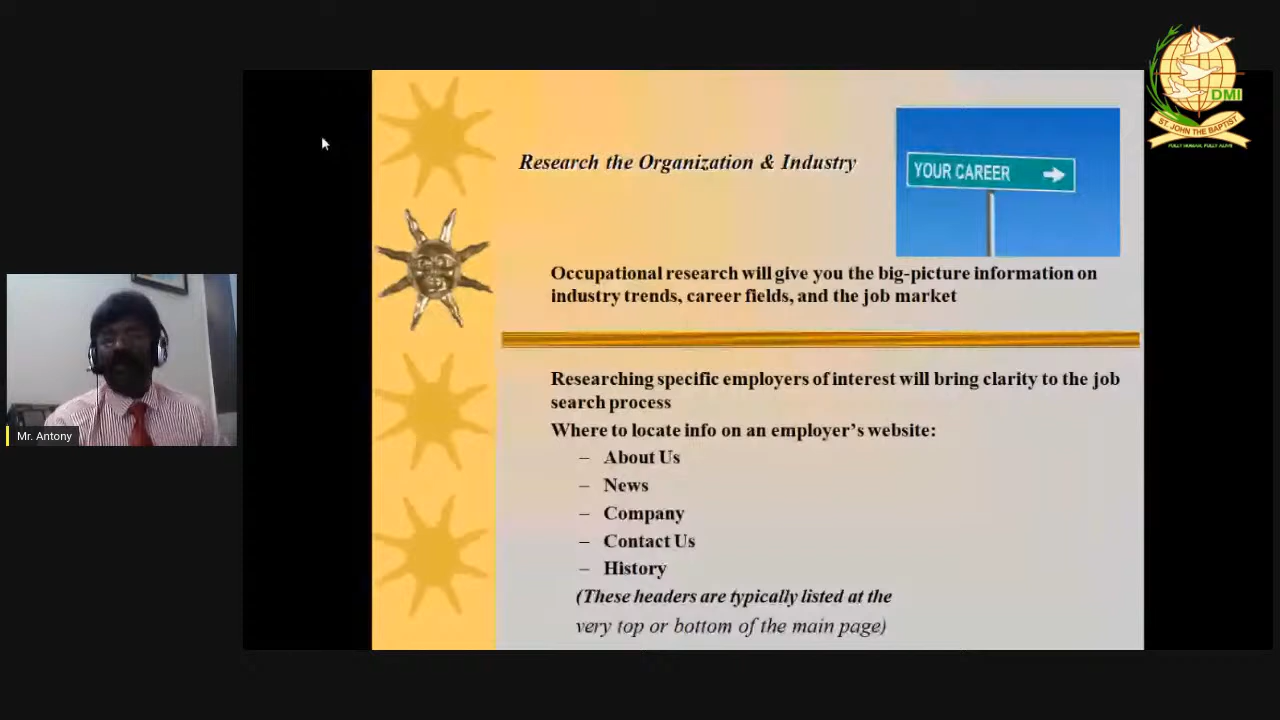 DMI
ST. JOHN THE BAPTIST
Research the Organization & Industry
YOUR CAREER
Occupational research will give you the big-picture information on
industry trends, career fields, and the job market
Researching specific employers of interest will bring clarity to the job
search process
Where to locate info on an employer’s website:
– About Us
– News
– Company
– Contact Us
– History
(These headers are typically listed at the
very top or bottom of the main page)
Mr. Antony